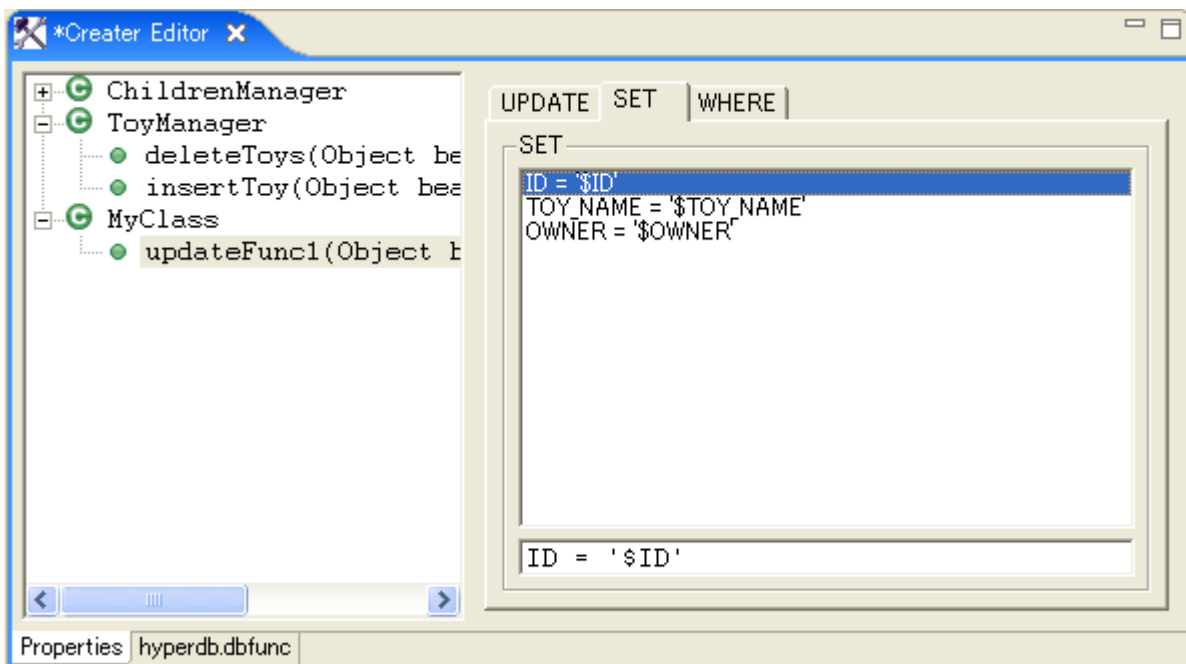 *Creater Editor
ChildrenManager
ToyManager
deleteToys(Object be
insertToy(Object bea
MyClass
updateFunc1(Object b
UPDATE SET WHERE
SET
ID = '$ID'
TOY_NAME = '$TOY_NAME'
OWNER = '$OWNER'
ID = '$ID'
Properties hyperdb.dbfunc